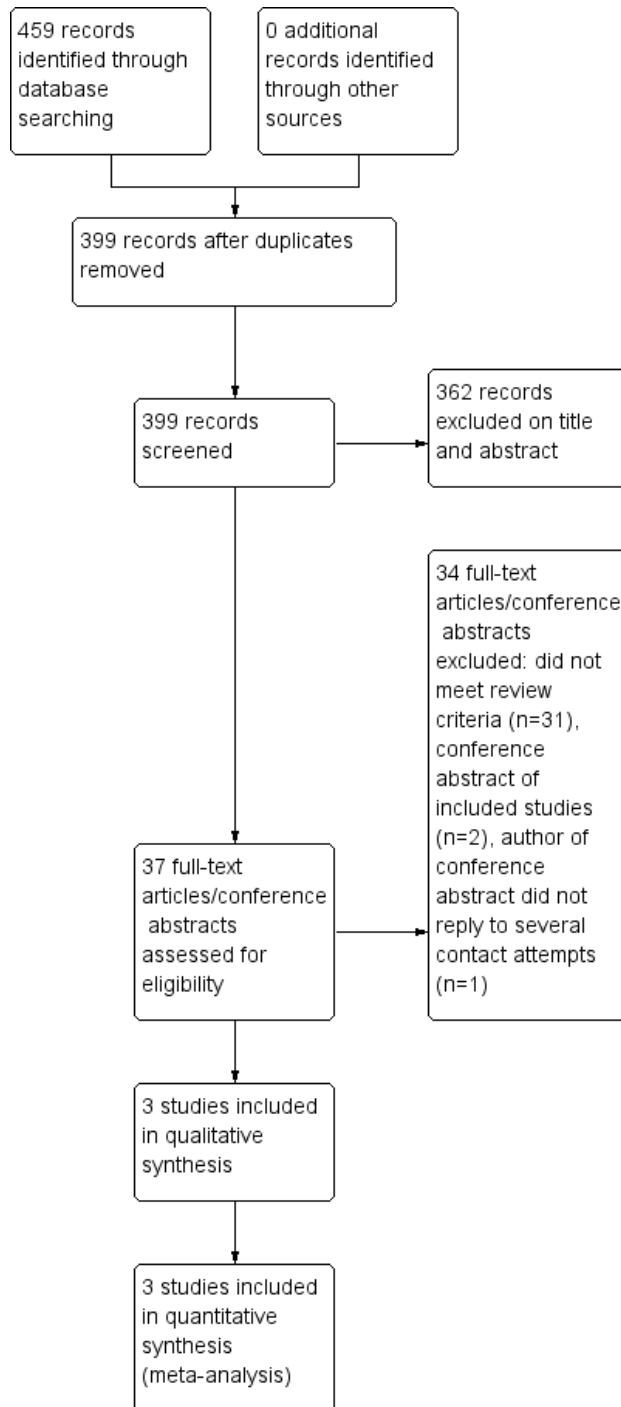 459 records
identified through
database
searching
0 additional
records identified
through other
sources
399 records after duplicates
removed
399 records
screened
362 records
excluded on title
and abstract
34 full-text
articles/conference
abstracts
excluded: did not
meet review
criteria (n=31),
conference
abstract of
included studies
(n=2), author of
conference
abstract did not
reply to several
contact attempts
(n=1)
37 full-text
articles/conference
abstracts
assessed for
eligibility
3 studies included
in qualitative
synthesis
3 studies included
in quantitative
synthesis
(meta-analysis)